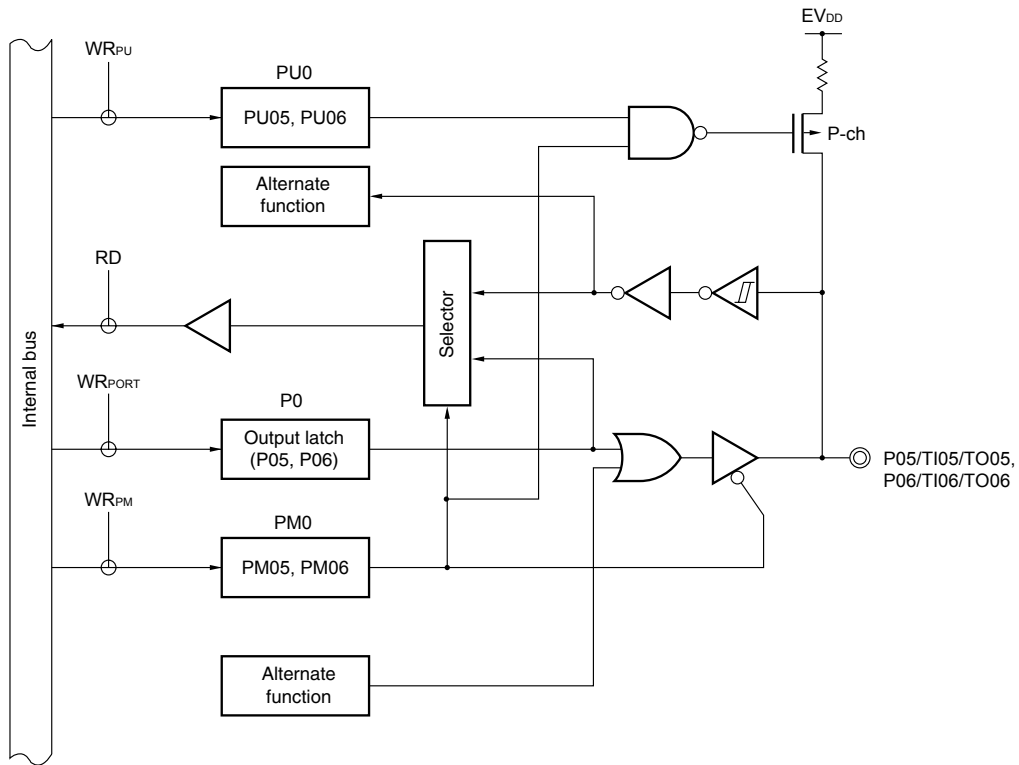 EVDD
WRPU
PU0
PU05, PU06
P-ch
Alternate
function
RD
Selector
Internal bus
WRPORT
P0
Output latch
(P05, P06)
P05/TI05/TO05,
P06/TI06/TO06
WRPM
PM0
PM05, PM06
Alternate
function